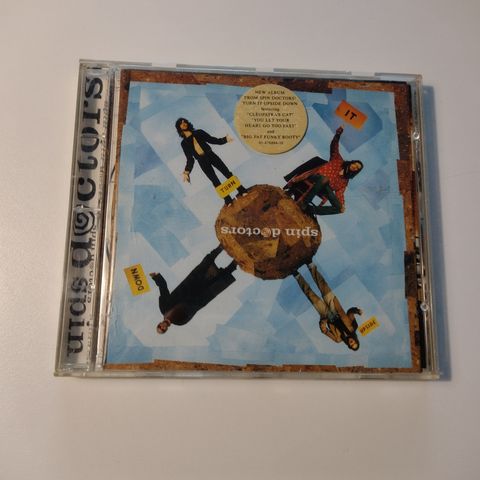 NEW ALBUM
FROM SPIN DOCTORS
TURN IT UPSIDE DOWN
featuring
"CLEOPATRA'S CAT"
"YOU LET YOUR
HEART GO TOO FAST"
and
"BIG FAT FUNKY BOOTY"
IT
TURN
spin doctors
DOWN
UPSIDE
spin doctors